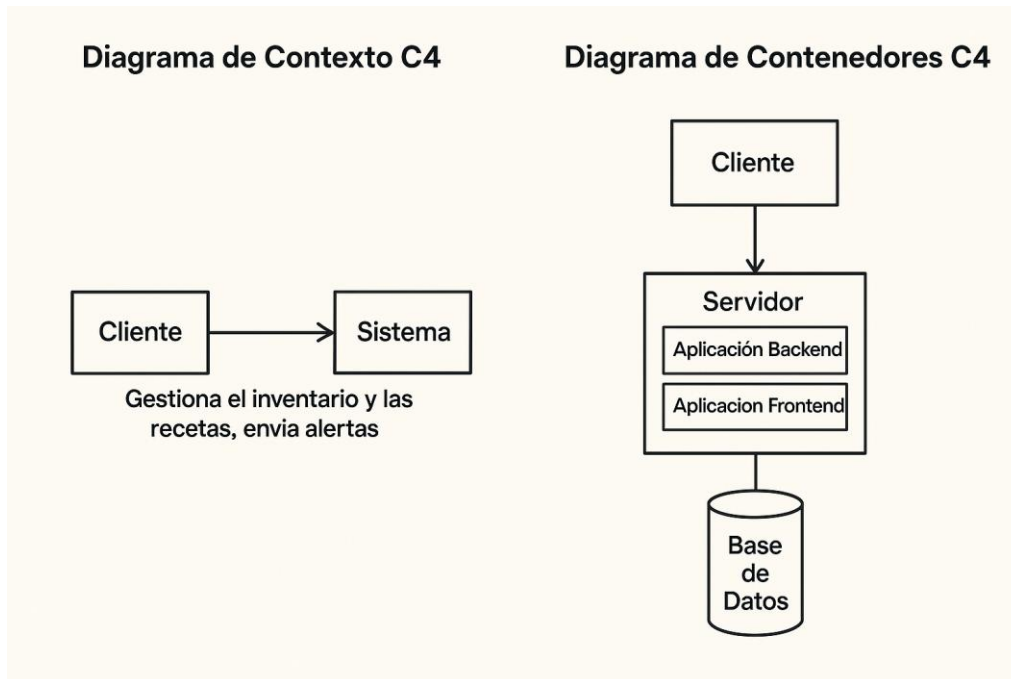 Diagrama de Contexto C4
Cliente
Sistema
Gestiona el inventario y las
recetas, envia alertas
Diagrama de Contenedores C4
Cliente
Servidor
Aplicación Backend
Aplicacion Frontend
Base
de
Datos